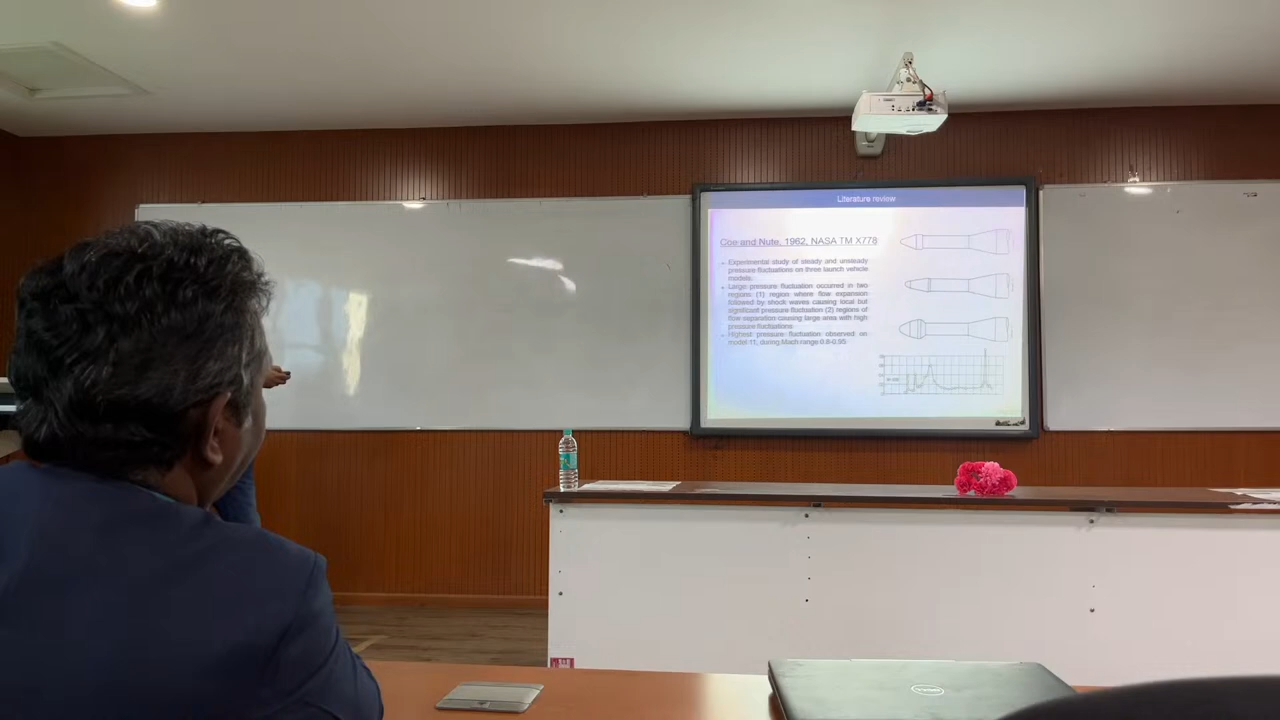 Literature review
Coe and Nute, 1962, NASA TM X778
Experimental study of steady and unsteady
pressure fluctuations on three launch vehicle
models.
Large pressure fluctuation occurred in two
regions (1) region where flow expansion
followed by shock waves causing local but
significant pressure fluctuation (2) regions of
flow separation causing large area with high
pressure fluctuations
Highest pressure fluctuation observed on
model 11, during Mach range 0.8-0.95.
DELL